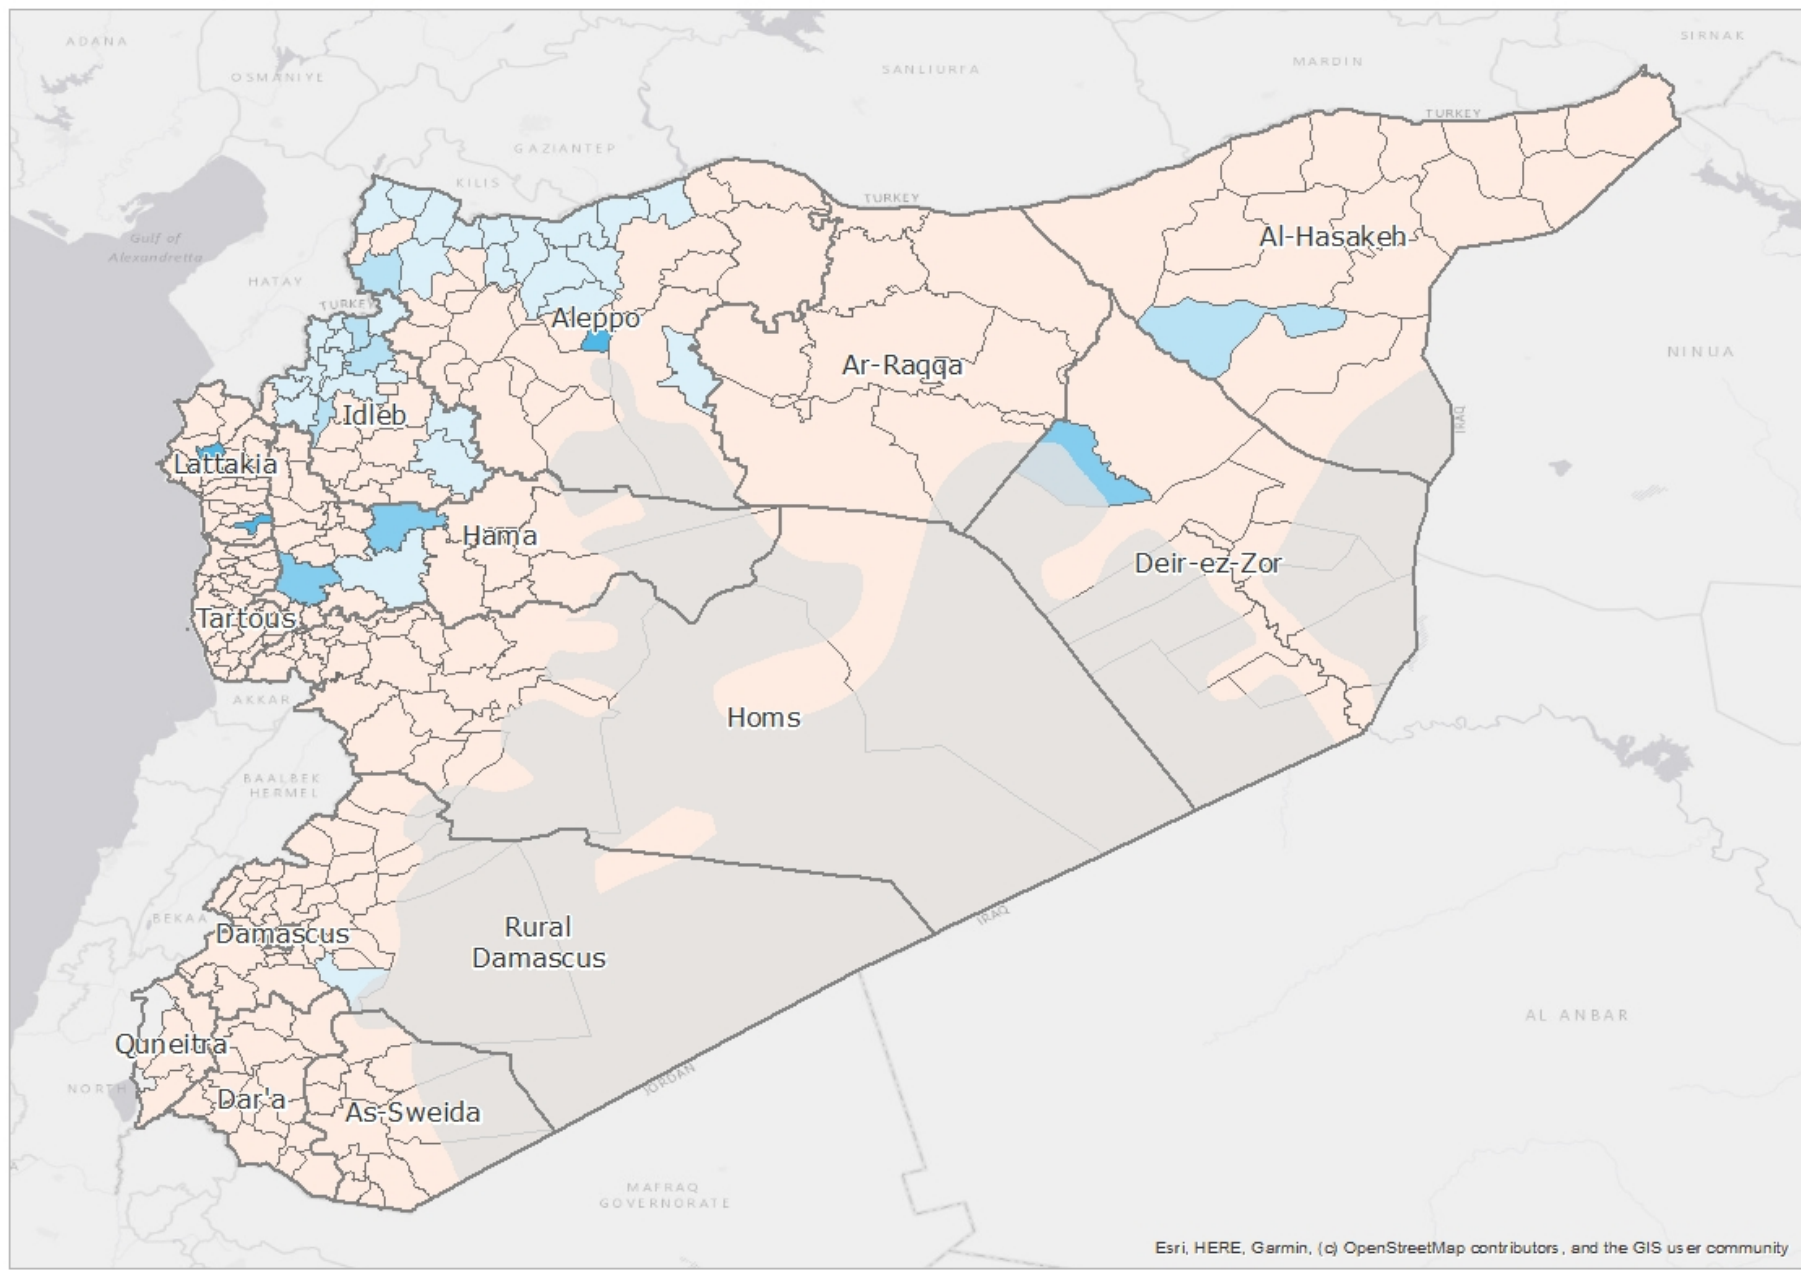 ADANA
OSMANIYE
SANLIURFA
MARDIN
SIRNAK
TURKEY
GAZIANTEP
KILIS
TURKEY
Gulf of
Alexandretta
HATAY
TURKEY
Al-Hasakeh
Aleppo
Ar-Raqqa
NINUA
Idleb
IRAQ
Lattakia
Hama
Deir-ez-Zor
Tartous
AKKAR
Homs
BAALBEK
HERMEL
BEKAA
Damascus
Rural
Damascus
IRAQ
AL ANBAR
Quneitra
NORTH
JORDAN
Dar'a
As-Sweida
MAFRAQ
GOVERNORATE
Esri, HERE, Garmin, (c) OpenStreetMap contributors, and the GIS user community